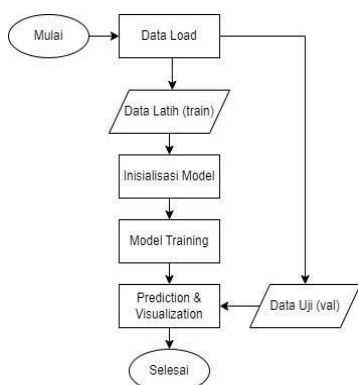 Mulai
Data Load
Data Latih (train)
Inisialisasi Model
Model Training
Prediction &
Visualization
Data Uji (val)
Selesai